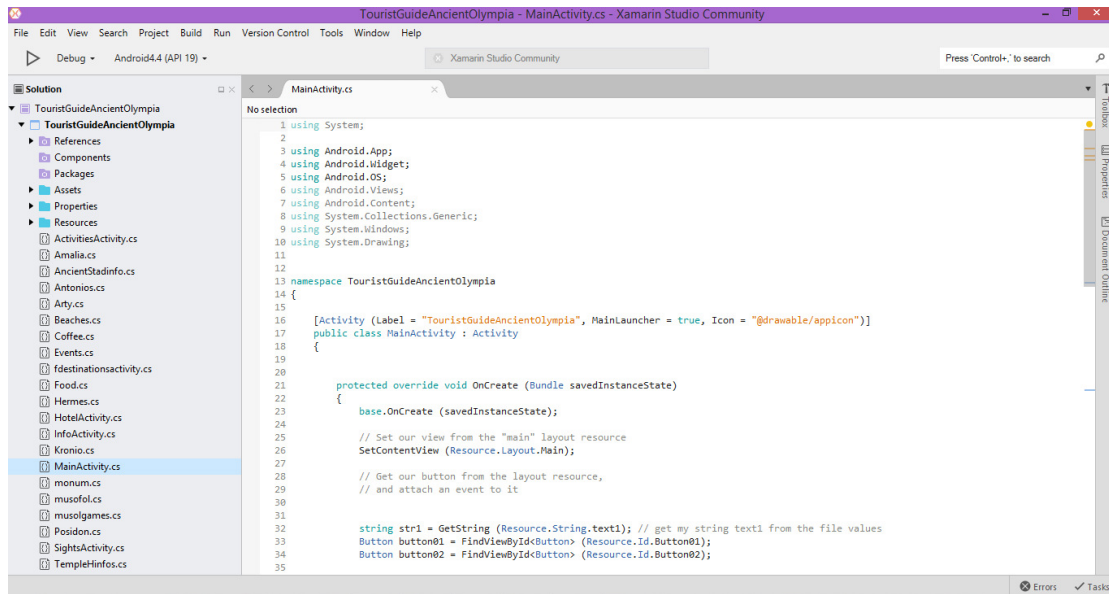 TouristGuideAncientOlympia - MainActivity.cs - Xamarin Studio Community
File Edit View Search Project Build Run Version Control Tools Window Help
Debug Android4.4 (API 19) Xamarin Studio Community Press 'Control+,' to search
Solution
TouristGuideAncientOlympia
TouristGuideAncientOlympia
References
Components
Packages
Assets
Properties
Resources
ActivitiesActivity.cs
Amalia.cs
AncientStadinfo.cs
Antonios.cs
Arty.cs
Beaches.cs
Coffee.cs
Events.cs
fdestinationsactivity.cs
Food.cs
Hermes.cs
HotelActivity.cs
InfoActivity.cs
Kronio.cs
MainActivity.cs
monum.cs
musofol.cs
musolgames.cs
Posidon.cs
SightsActivity.cs
TempleHinfos.cs
MainActivity.cs
No selection
1 using System;
2
3 using Android.App;
4 using Android.Widget;
5 using Android.OS;
6 using Android.Views;
7 using Android.Content;
8 using System.Collections.Generic;
9 using System.Windows;
10 using System.Drawing;
11
12
13 namespace TouristGuideAncientOlympia
14 {
15
16 [Activity (Label = "TouristGuideAncientOlympia", MainLauncher = true, Icon = "@drawable/appicon")]
17 public class MainActivity : Activity
18 {
19
20
21 protected override void OnCreate (Bundle savedInstanceState)
22 {
23 base.OnCreate (savedInstanceState);
24
25 // Set our view from the "main" layout resource
26 SetContentView (Resource.Layout.Main);
27
28 // Get our button from the layout resource,
29 // and attach an event to it
30
31
32 string str1 = GetString (Resource.String.text1); // get my string text1 from the file values
33 Button button01 = FindViewById<Button> (Resource.Id.Button01);
34 Button button02 = FindViewById<Button> (Resource.Id.Button02);
35
Toolbox
Properties
Document Outline
Errors Tasks